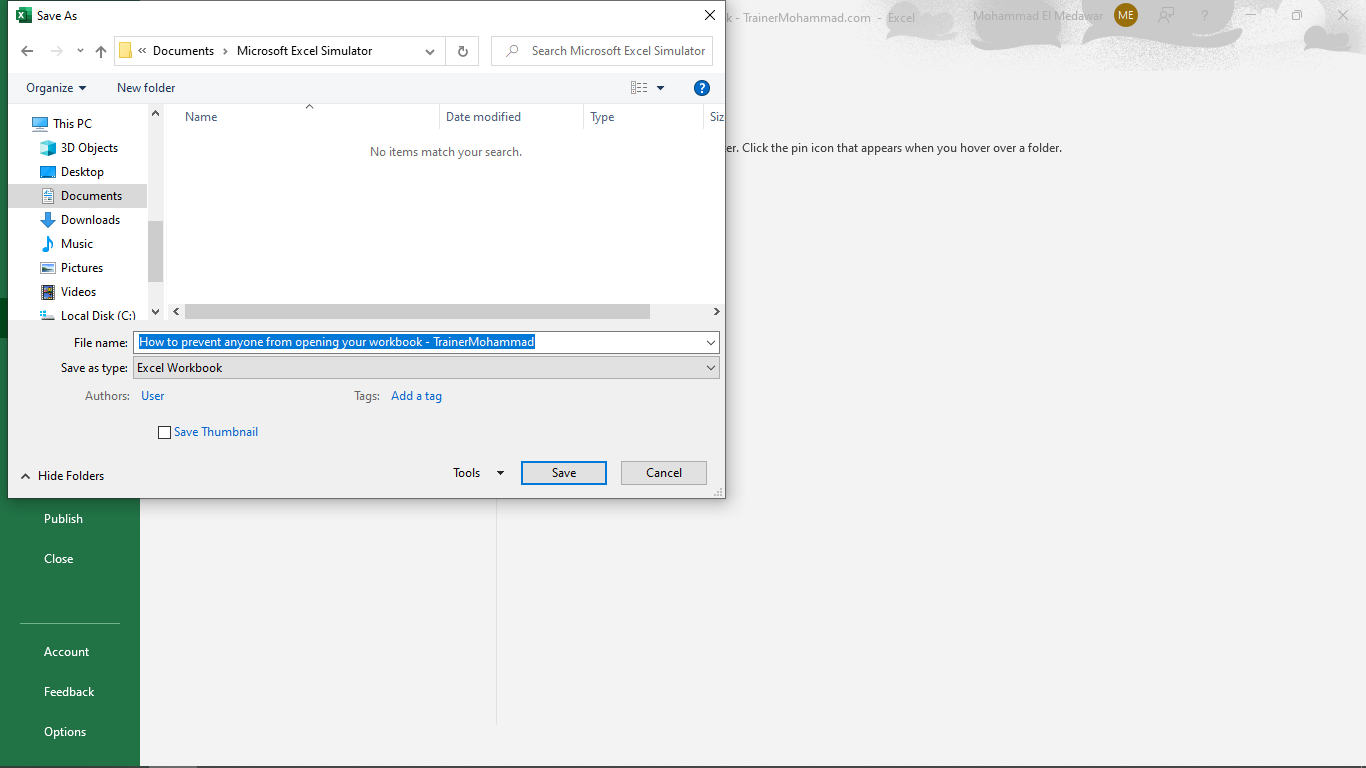 Save As
k - TrainerMohammad.com - Excel
Mohammad El Medawar
ME
?
« Documents > Microsoft Excel Simulator
Search Microsoft Excel Simulator
Organize
New folder
?
This PC
3D Objects
Desktop
Documents
Downloads
Music
Pictures
Videos
Local Disk (C:)
Name
Date modified
Type
Siz
No items match your search.
er. Click the pin icon that appears when you hover over a folder.
File name: How to prevent anyone from opening your workbook - TrainerMohammad
Save as type: Excel Workbook
Authors: User
Tags: Add a tag
Save Thumbnail
Hide Folders
Tools
Save
Cancel
Publish
Close
Account
Feedback
Options